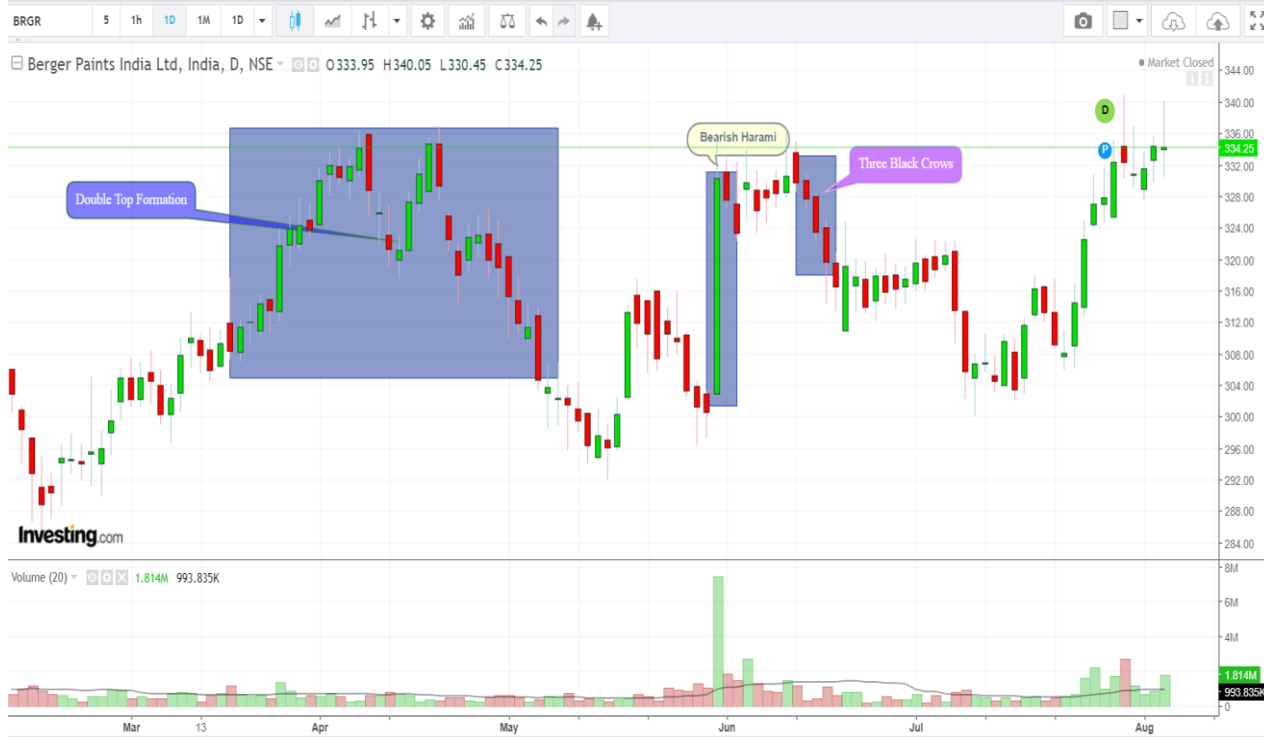 BRGR 5 1h 1D 1M 1D
Berger Paints India Ltd, India, D, NSE O333.95 H340.05 L330.45 C334.25
Market Closed
344.00
340.00
D
336.00
Bearish Harami
334.25
P
332.00
Three Black Crows
328.00
Double Top Formation
324.00
320.00
316.00
312.00
308.00
304.00
300.00
296.00
292.00
288.00
Investing.com
284.00
Volume (20) 1.814M 993.835K
8M
6M
4M
1.814M
993.835K
0
Mar 13 Apr May Jun Jul Aug